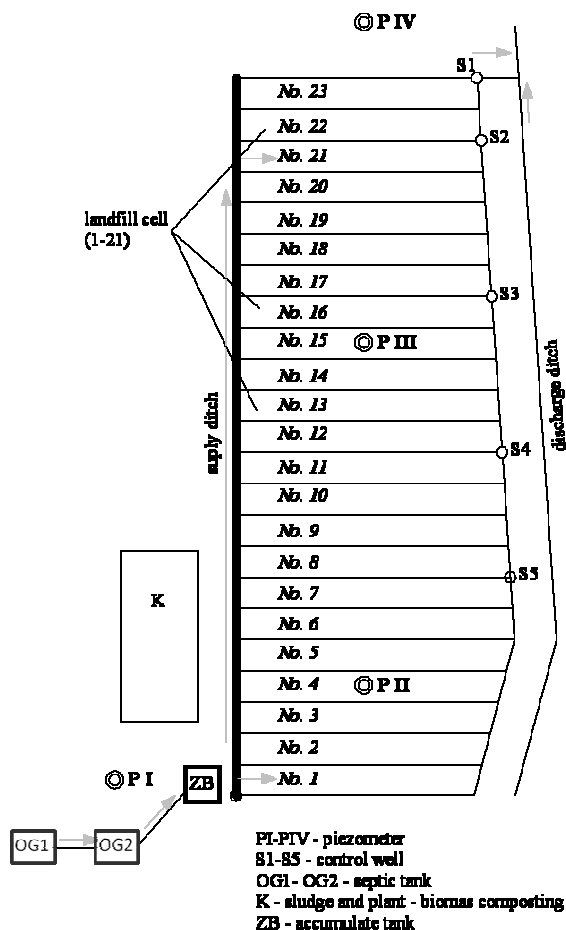 P IV
S1
No. 23
No. 22
S2
No. 21
No. 20
landfill cell
(1-21)
No. 19
No. 18
No. 17
S3
No. 16
No. 15
P III
No. 14
No. 13
suply ditch
discharge ditch
No. 12
S4
No. 11
No. 10
No. 9
No. 8
S5
K
No. 7
No. 6
No. 5
No. 4
P II
No. 3
No. 2
P I
ZB
No. 1
OG1
OG2
PI-PIV - piezometer
S1-S5 - control well
OG1- OG2 - septic tank
K - sludge and plant - biomas composting
ZB - accumulate tank